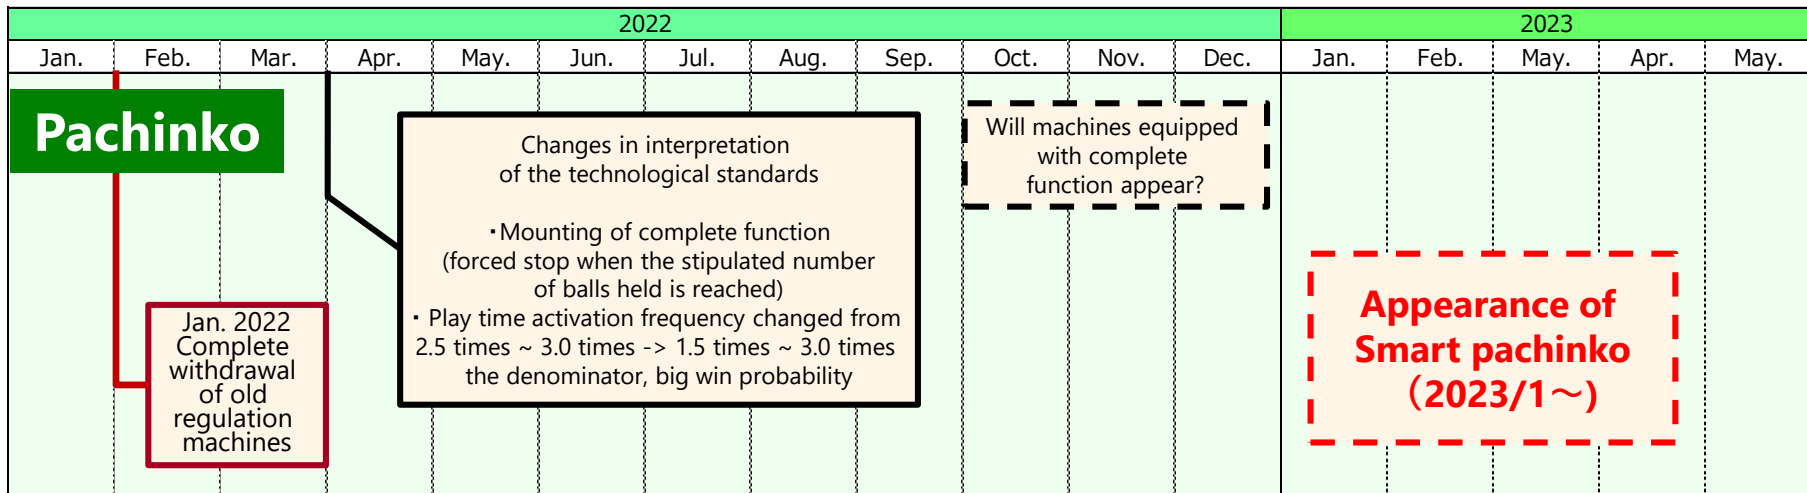 2022
2023
Jan. Feb. Mar. Apr. May. Jun. Jul. Aug. Sep. Oct. Nov. Dec. Jan. Feb. May. Apr. May.
Pachinko
Jan. 2022
Complete
withdrawal
of old
regulation
machines
Changes in interpretation
of the technological standards
・Mounting of complete function
(forced stop when the stipulated number
of balls held is reached)
・Play time activation frequency changed from
2.5 times ~ 3.0 times -> 1.5 times ~ 3.0 times
the denominator, big win probability
Will machines equipped
with complete
function appear?
Appearance of
Smart pachinko
（2023/1～)